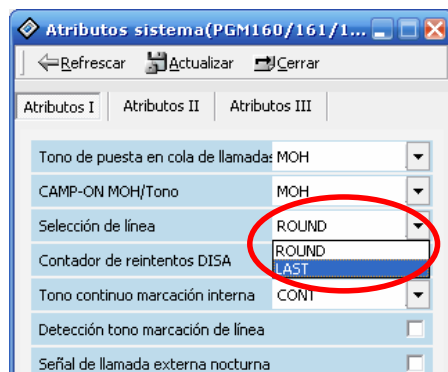 Atributos sistema(PGM160/161/1...
Refrescar Actualizar Cerrar
Atributos I Atributos II Atributos III
Tono de puesta en cola de llamadas MOH
CAMP-ON MOH/Tono MOH
Selección de línea ROUND
ROUND
Contador de reintentos DISA LAST
Tono continuo marcación interna CONT
Detección tono marcación de línea
Señal de llamada externa nocturna